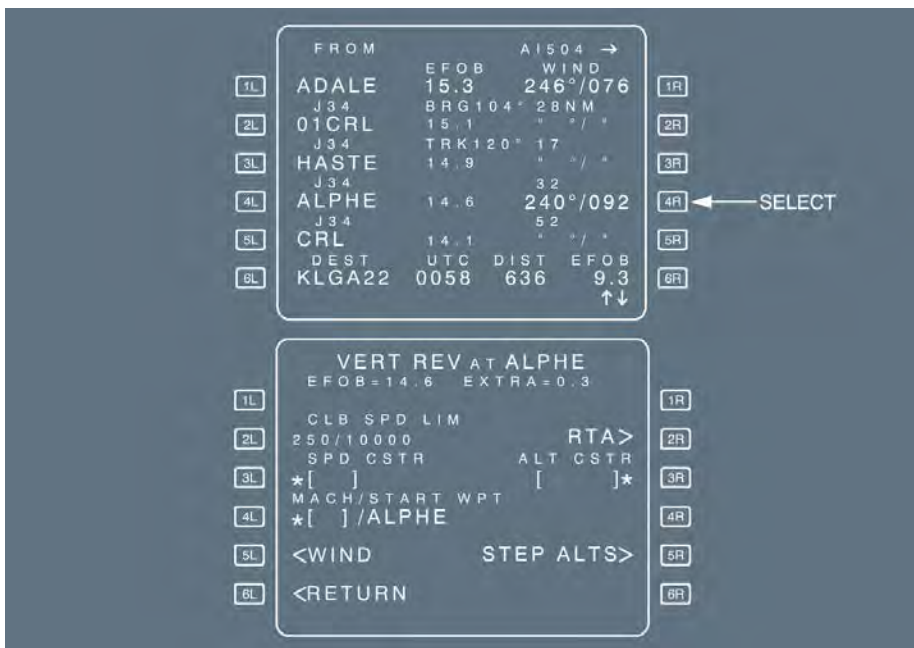 FROM AI504 →
EFOB WIND
1L ADALE 15.3 246°/076 1R
J34 BRG104° 28NM
2L 01CRL 15.1 " °/ " 2R
J34 TRK120° 17
3L HASTE 14.9 " °/ " 3R
J34 32
4L ALPHE 14.6 240°/092 4R SELECT
J34 52
5L CRL 14.1 " °/ " 5R
DEST UTC DIST EFOB
6L KLGA22 0058 636 9.3 6R
↑↓
VERT REV AT ALPHE
EFOB=14.6 EXTRA=0.3
1L 1R
CLB SPD LIM
2L 250/10000 RTA> 2R
SPD CSTR ALT CSTR
3L *[ ] [ ]* 3R
MACH/START WPT
4L *[ ]/ALPHE 4R
5L <WIND STEP ALTS> 5R
6L <RETURN 6R